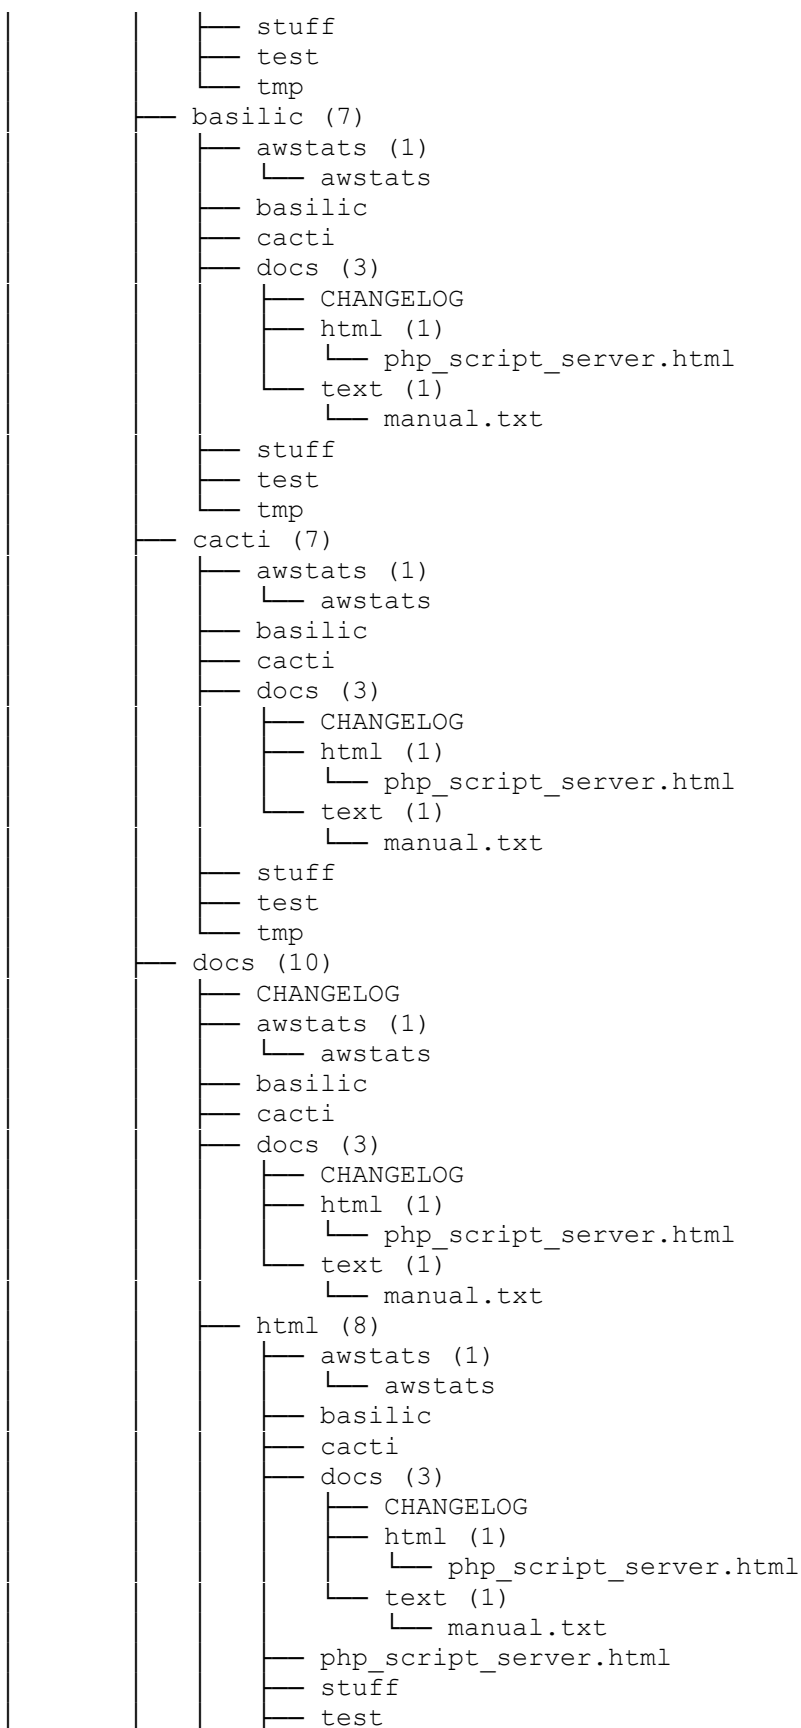 │       │   ├── stuff
│       │   ├── test
│       │   └── tmp
│       ├── basilic (7)
│       │   ├── awstats (1)
│       │   │   └── awstats
│       │   ├── basilic
│       │   ├── cacti
│       │   ├── docs (3)
│       │   │   ├── CHANGELOG
│       │   │   ├── html (1)
│       │   │   │   └── php_script_server.html
│       │   │   └── text (1)
│       │   │       └── manual.txt
│       │   ├── stuff
│       │   ├── test
│       │   └── tmp
│       ├── cacti (7)
│       │   ├── awstats (1)
│       │   │   └── awstats
│       │   ├── basilic
│       │   ├── cacti
│       │   ├── docs (3)
│       │   │   ├── CHANGELOG
│       │   │   ├── html (1)
│       │   │   │   └── php_script_server.html
│       │   │   └── text (1)
│       │   │       └── manual.txt
│       │   ├── stuff
│       │   ├── test
│       │   └── tmp
│       ├── docs (10)
│       │   ├── CHANGELOG
│       │   ├── awstats (1)
│       │   │   └── awstats
│       │   ├── basilic
│       │   ├── cacti
│       │   ├── docs (3)
│       │   │   ├── CHANGELOG
│       │   │   ├── html (1)
│       │   │   │   └── php_script_server.html
│       │   │   └── text (1)
│       │   │       └── manual.txt
│       │   ├── html (8)
│       │   │   ├── awstats (1)
│       │   │   │   └── awstats
│       │   │   ├── basilic
│       │   │   ├── cacti
│       │   │   ├── docs (3)
│       │   │   │   ├── CHANGELOG
│       │   │   │   ├── html (1)
│       │   │   │   │   └── php_script_server.html
│       │   │   │   └── text (1)
│       │   │   │       └── manual.txt
│       │   │   ├── php_script_server.html
│       │   │   ├── stuff
│       │   │   ├── test